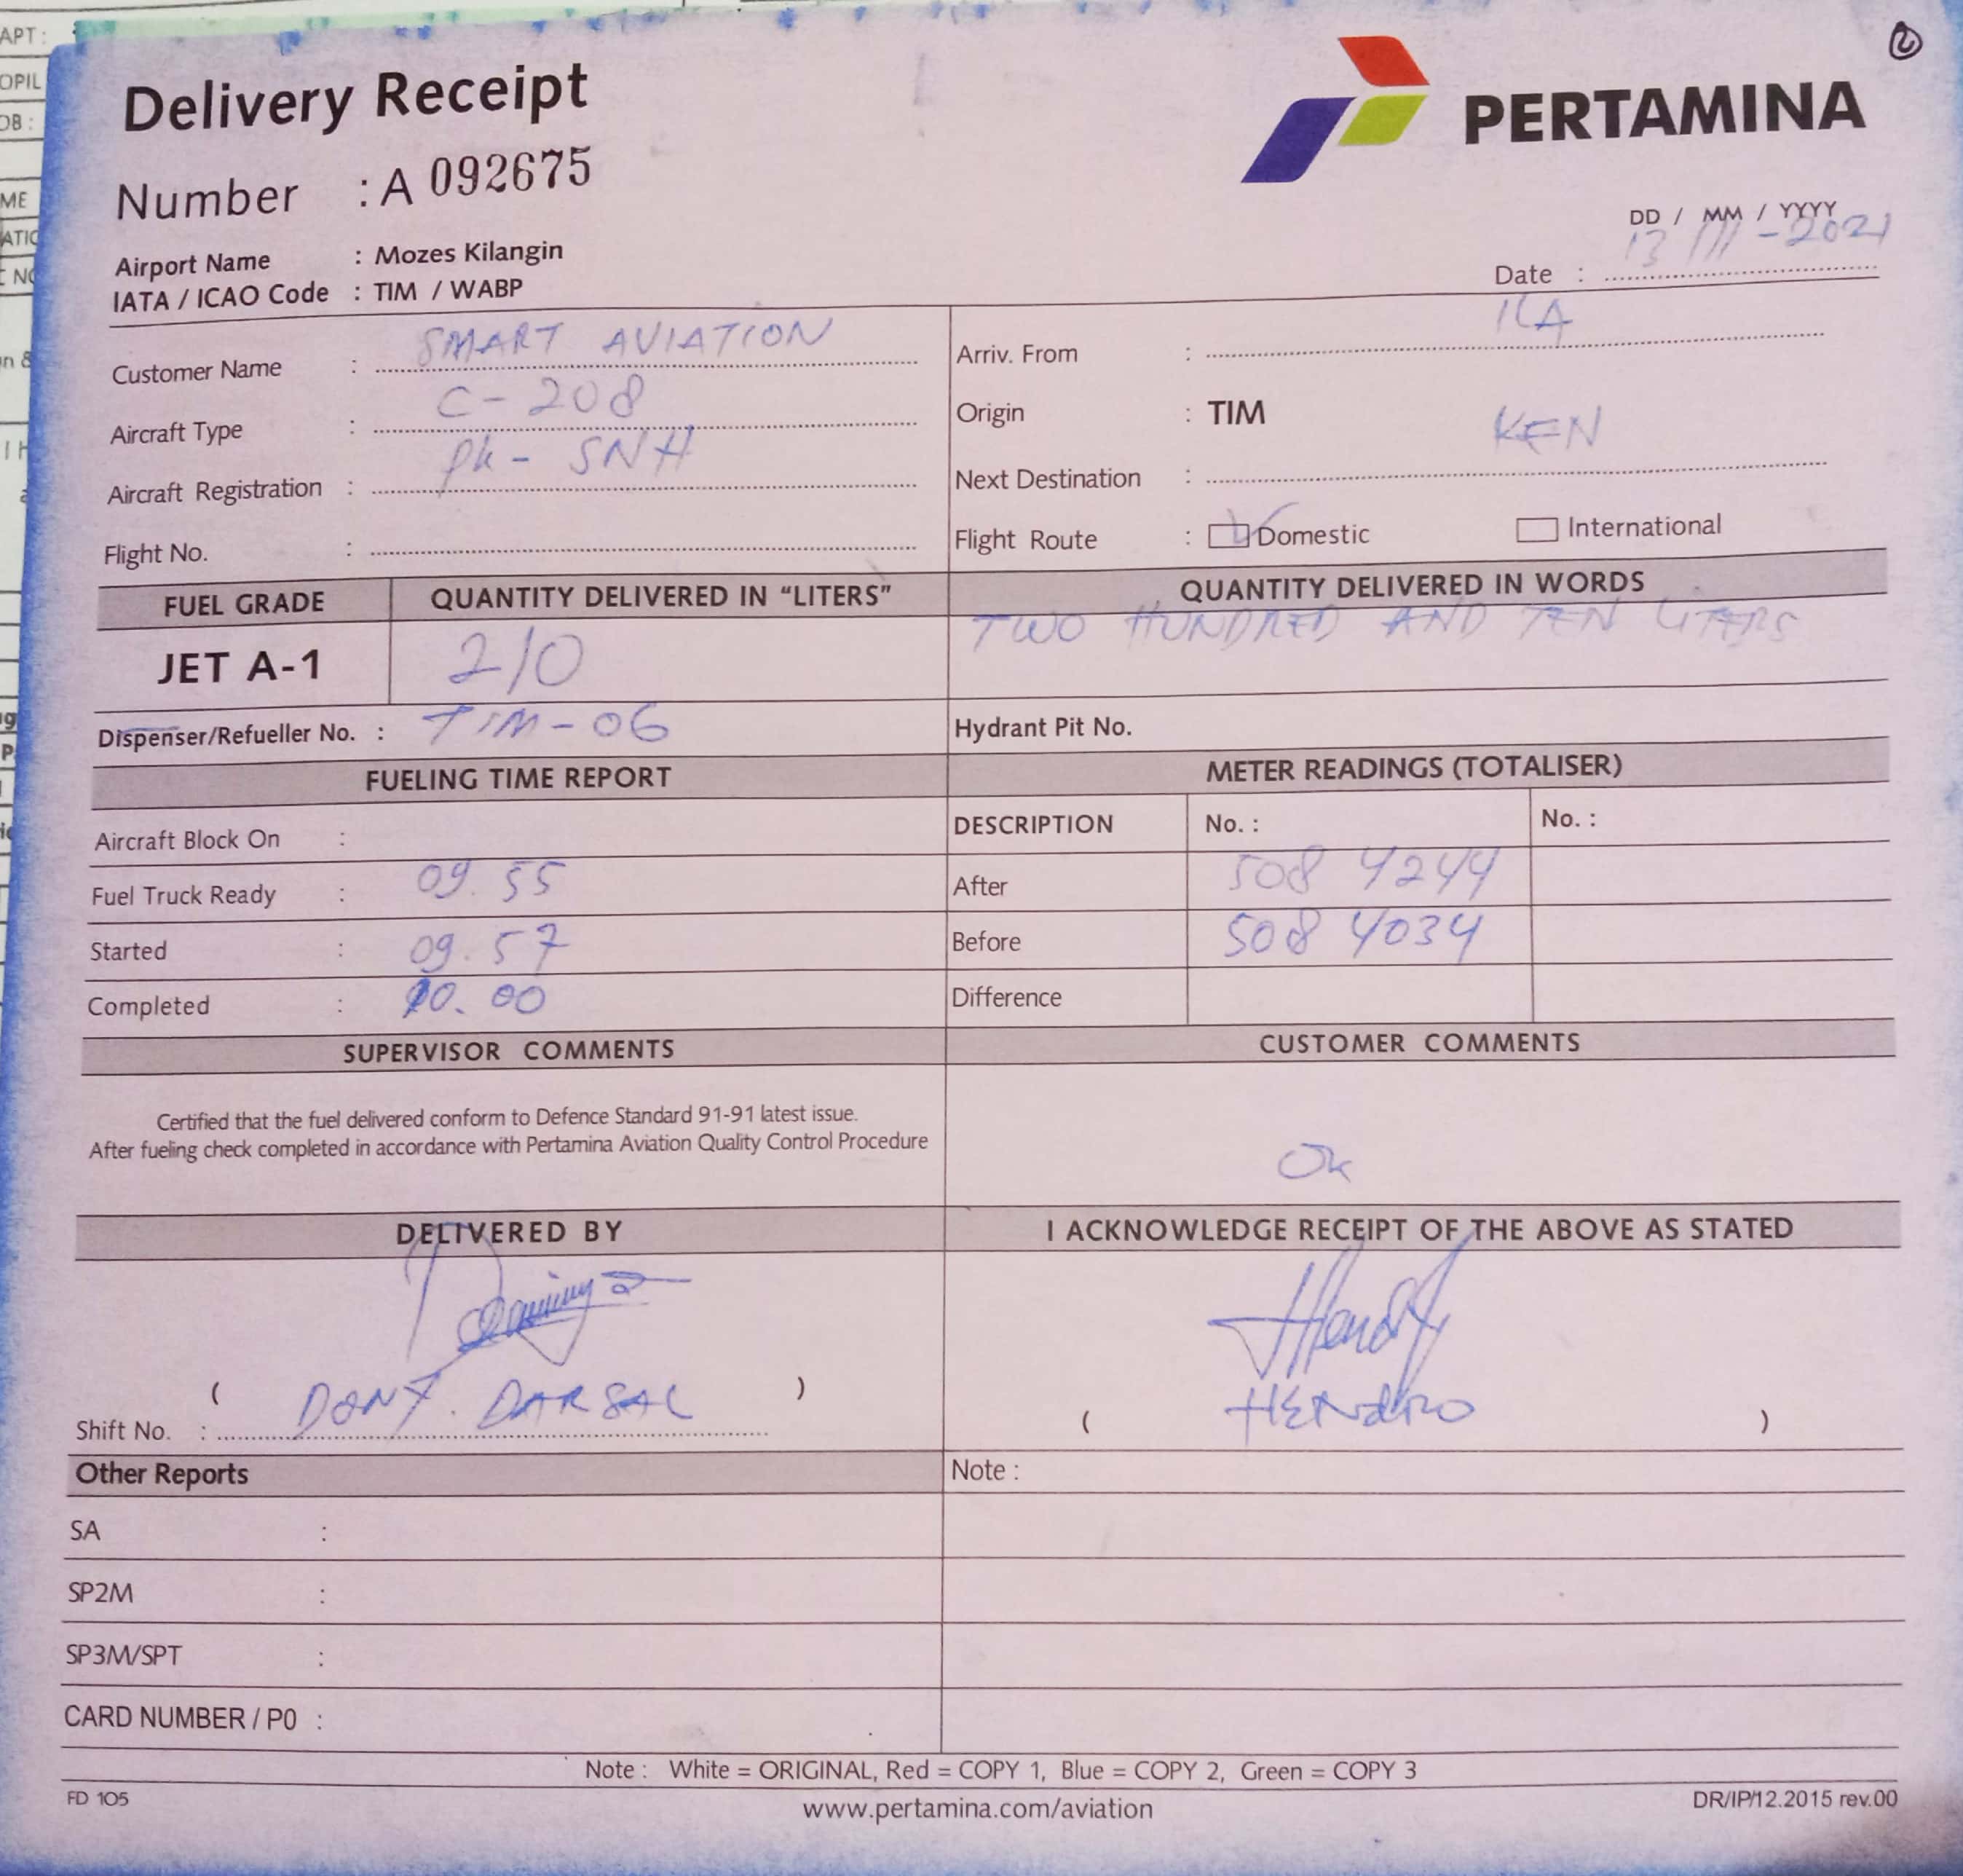 APT :
OPIL
OB :
ME
②
Delivery Receipt
PERTAMINA
Number : A 092675
DD / MM / YYYY
Airport Name : Mozes Kilangin
Date : 13 / III - 2021
IATA / ICAO Code : TIM / WABP
Customer Name : SMART AVIATION
Arriv. From : ILA
Aircraft Type : C-208
Origin : TIM
Aircraft Registration : PK - SNH
Next Destination : KEN
Flight No. :
Flight Route : Domestic International
FUEL GRADE QUANTITY DELIVERED IN "LITERS" QUANTITY DELIVERED IN WORDS
JET A-1 210 TWO HUNDRED AND TEN LITERS
Dispenser/Refueller No. : TIM-06 Hydrant Pit No.
FUELING TIME REPORT METER READINGS (TOTALISER)
Aircraft Block On : DESCRIPTION No. : No. :
Fuel Truck Ready : 09.55 After 508 4244
Started : 09.57 Before 508 4034
Completed : 10.00 Difference
SUPERVISOR COMMENTS CUSTOMER COMMENTS
Certified that the fuel delivered conform to Defence Standard 91-91 latest issue.
After fueling check completed in accordance with Pertamina Aviation Quality Control Procedure
Ok
DELIVERED BY I ACKNOWLEDGE RECEIPT OF THE ABOVE AS STATED
( DONY. DARSAL )
( HENDRO )
Shift No. :
Other Reports Note :
SA :
SP2M :
SP3M/SPT :
CARD NUMBER / P0 :
Note : White = ORIGINAL, Red = COPY 1, Blue = COPY 2, Green = COPY 3
FD 105 www.pertamina.com/aviation DR/IP/12.2015 rev.00